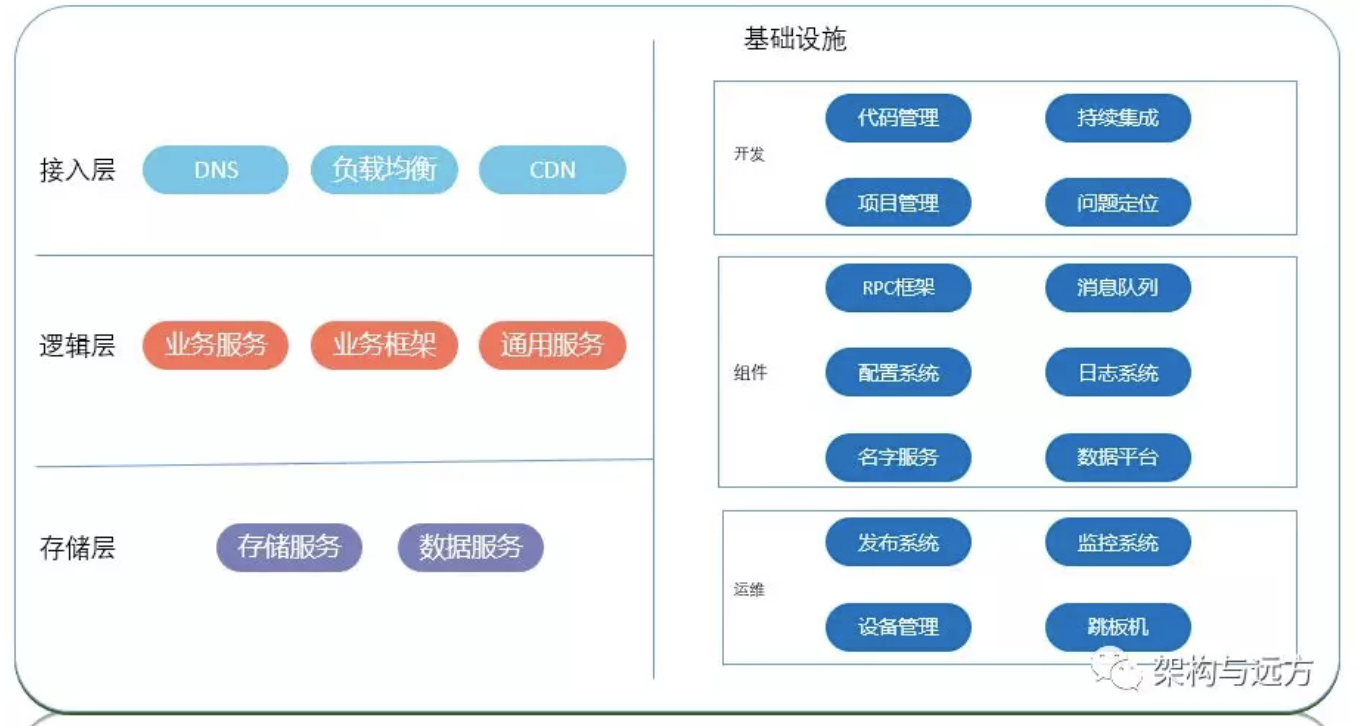 接入层 DNS 负载均衡 CDN
逻辑层 业务服务 业务框架 通用服务
存储层 存储服务 数据服务
基础设施
开发
代码管理 持续集成
项目管理 问题定位
组件
RPC框架 消息队列
配置系统 日志系统
名字服务 数据平台
运维
发布系统 监控系统
设备管理 跳板机
架构与远方